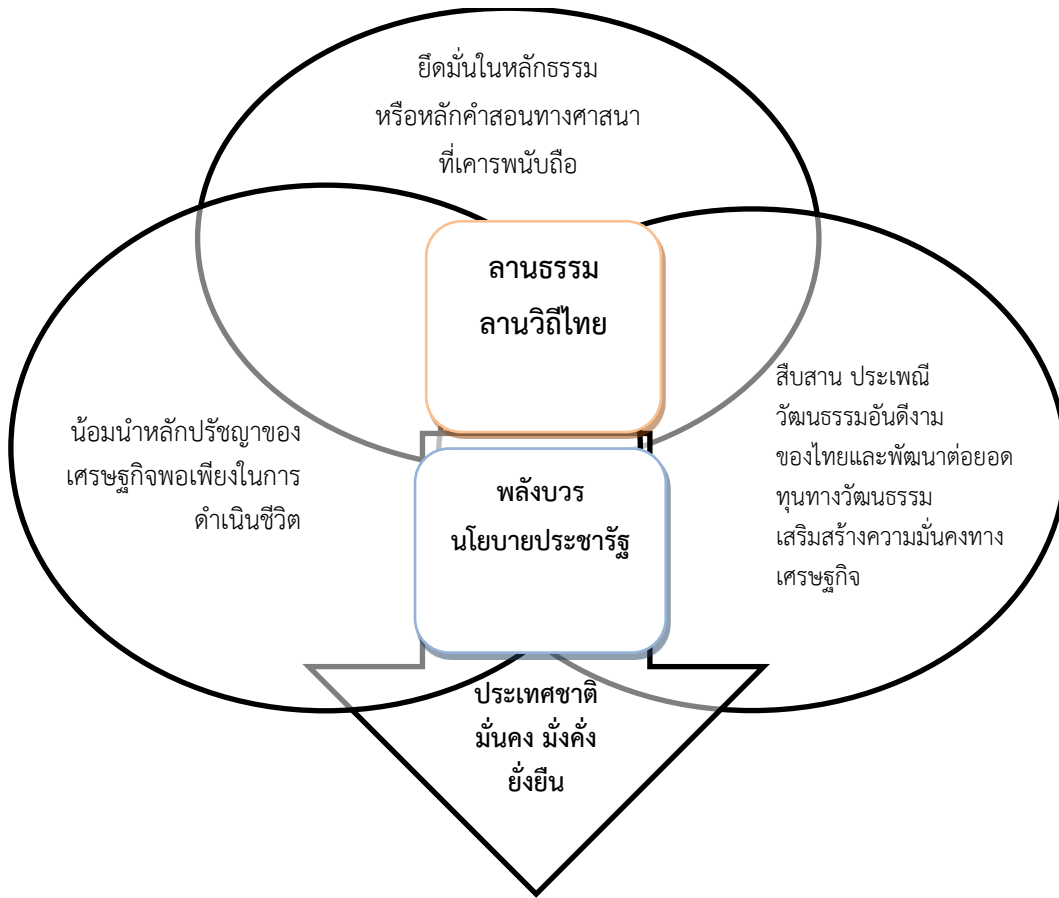 ยึดมั่นในหลักธรรม
หรือหลักคำสอนทางศาสนา
ที่เคารพนับถือ
ลานธรรม
ลานวิถีไทย
น้อมนำหลักปรัชญาของ
เศรษฐกิจพอเพียงในการ
ดำเนินชีวิต
สืบสาน ประเพณี
วัฒนธรรมอันดีงาม
ของไทยและพัฒนาต่อยอด
ทุนทางวัฒนธรรม
เสริมสร้างความมั่นคงทาง
เศรษฐกิจ
พลังบวร
นโยบายประชารัฐ
ประเทศชาติ
มั่นคง มั่งคั่ง
ยั่งยืน